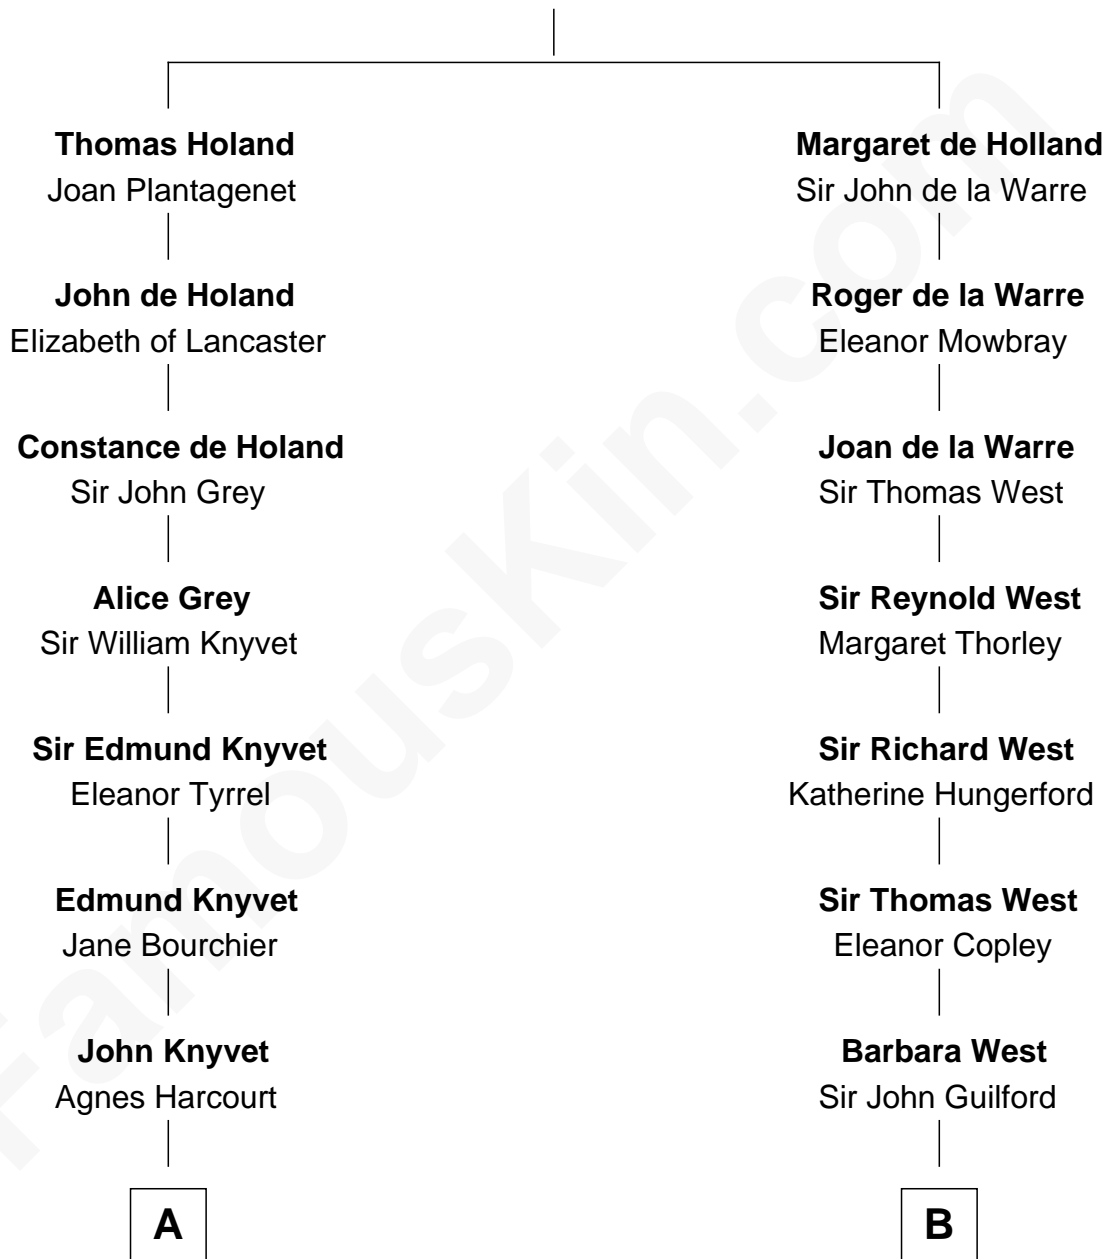 Thomas Holand
Joan Plantagenet
John de Holand
Elizabeth of Lancaster
Constance de Holand
Sir John Grey
Alice Grey
Sir William Knyvet
Sir Edmund Knyvet
Eleanor Tyrrel
Edmund Knyvet
Jane Bourchier
John Knyvet
Agnes Harcourt
A
Margaret de Holland
Sir John de la Warre
Roger de la Warre
Eleanor Mowbray
Joan de la Warre
Sir Thomas West
Sir Reynold West
Margaret Thorley
Sir Richard West
Katherine Hungerford
Sir Thomas West
Eleanor Copley
Barbara West
Sir John Guilford
B
FamousKin.com